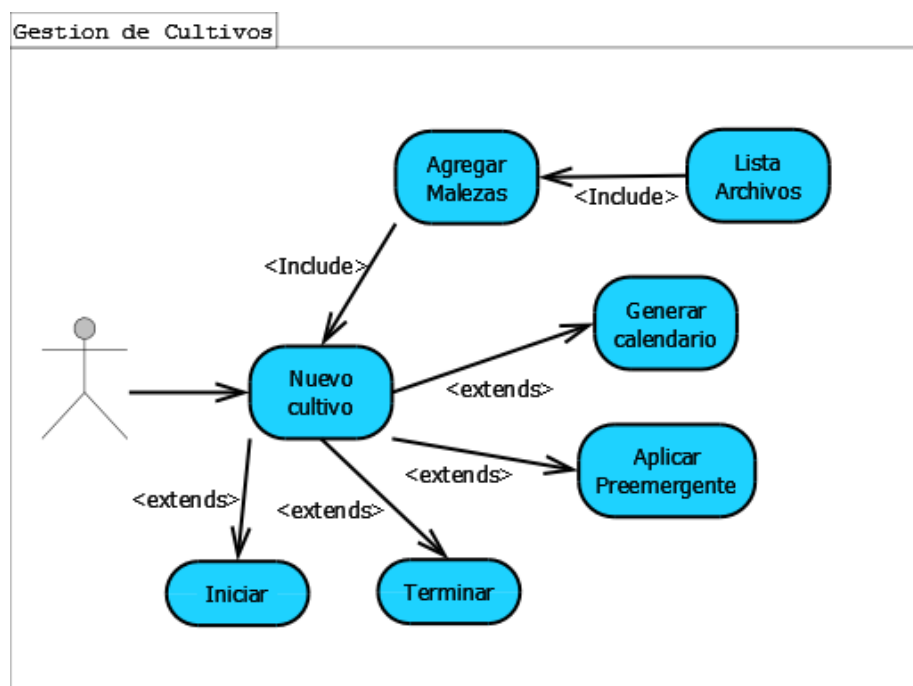 Gestion de Cultivos
Agregar
Malezas
Lista
Archivos
<Include>
<Include>
Generar
calendario
Nuevo
cultivo
<extends>
Aplicar
Preemergente
<extends>
<extends>
<extends>
Iniciar
Terminar